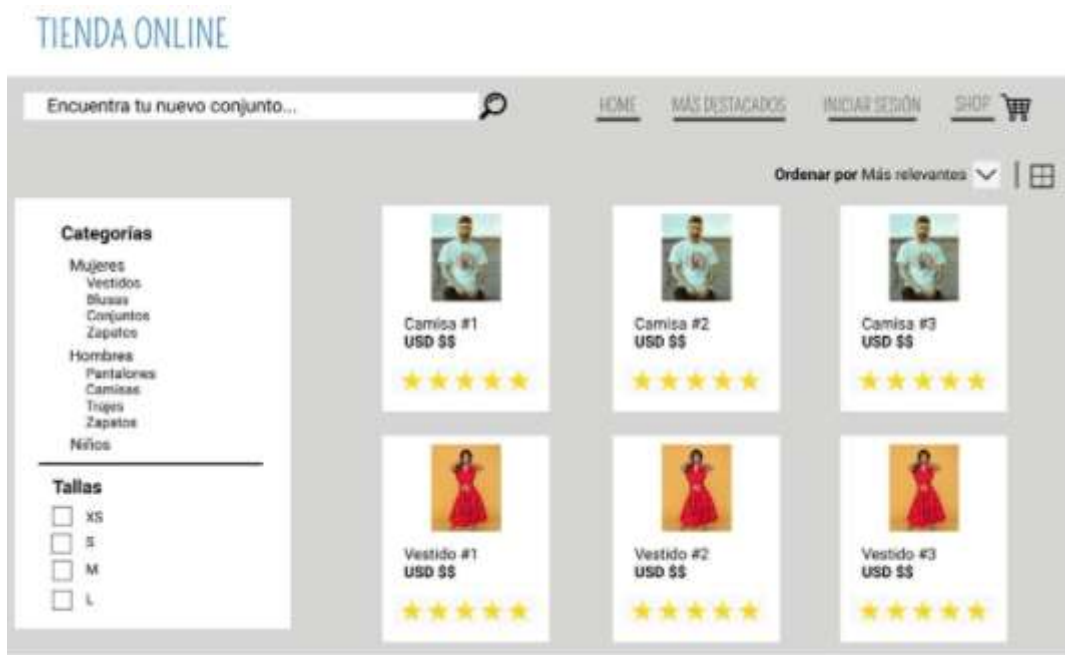 TIENDA ONLINE
Encuentra tu nuevo conjunto...
HOME
MÁS DESTACADOS
INICIAR SESIÓN
SHOP
Ordenar por Más relevantes
Categorías
Mujeres
Vestidos
Blusas
Conjuntos
Zapatos
Hombres
Pantalones
Camisas
Trajes
Zapatos
Niños
Tallas
XS
S
M
L
Camisa #1
USD $$
Camisa #2
USD $$
Camisa #3
USD $$
Vestido #1
USD $$
Vestido #2
USD $$
Vestido #3
USD $$